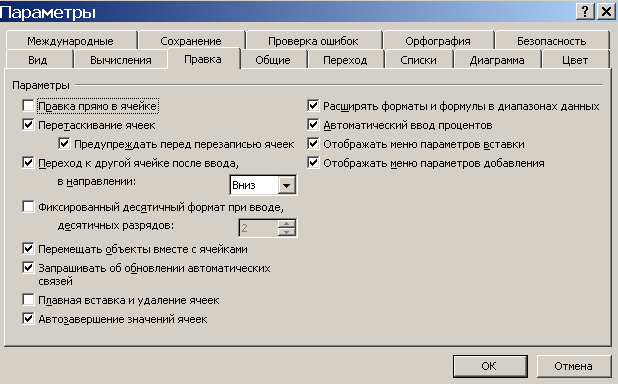 Параметры
Международные Сохранение Проверка ошибок Орфография Безопасность
Вид Вычисления Правка Общие Переход Списки Диаграмма Цвет
Параметры
Правка прямо в ячейке
Перетаскивание ячеек
Предупреждать перед перезаписью ячеек
Переход к другой ячейке после ввода,
в направлении: Вниз
Фиксированный десятичный формат при вводе,
десятичных разрядов: 2
Перемещать объекты вместе с ячейками
Запрашивать об обновлении автоматических
связей
Плавная вставка и удаление ячеек
Автозавершение значений ячеек
Расширять форматы и формулы в диапазонах данных
Автоматический ввод процентов
Отображать меню параметров вставки
Отображать меню параметров добавления
ОК Отмена